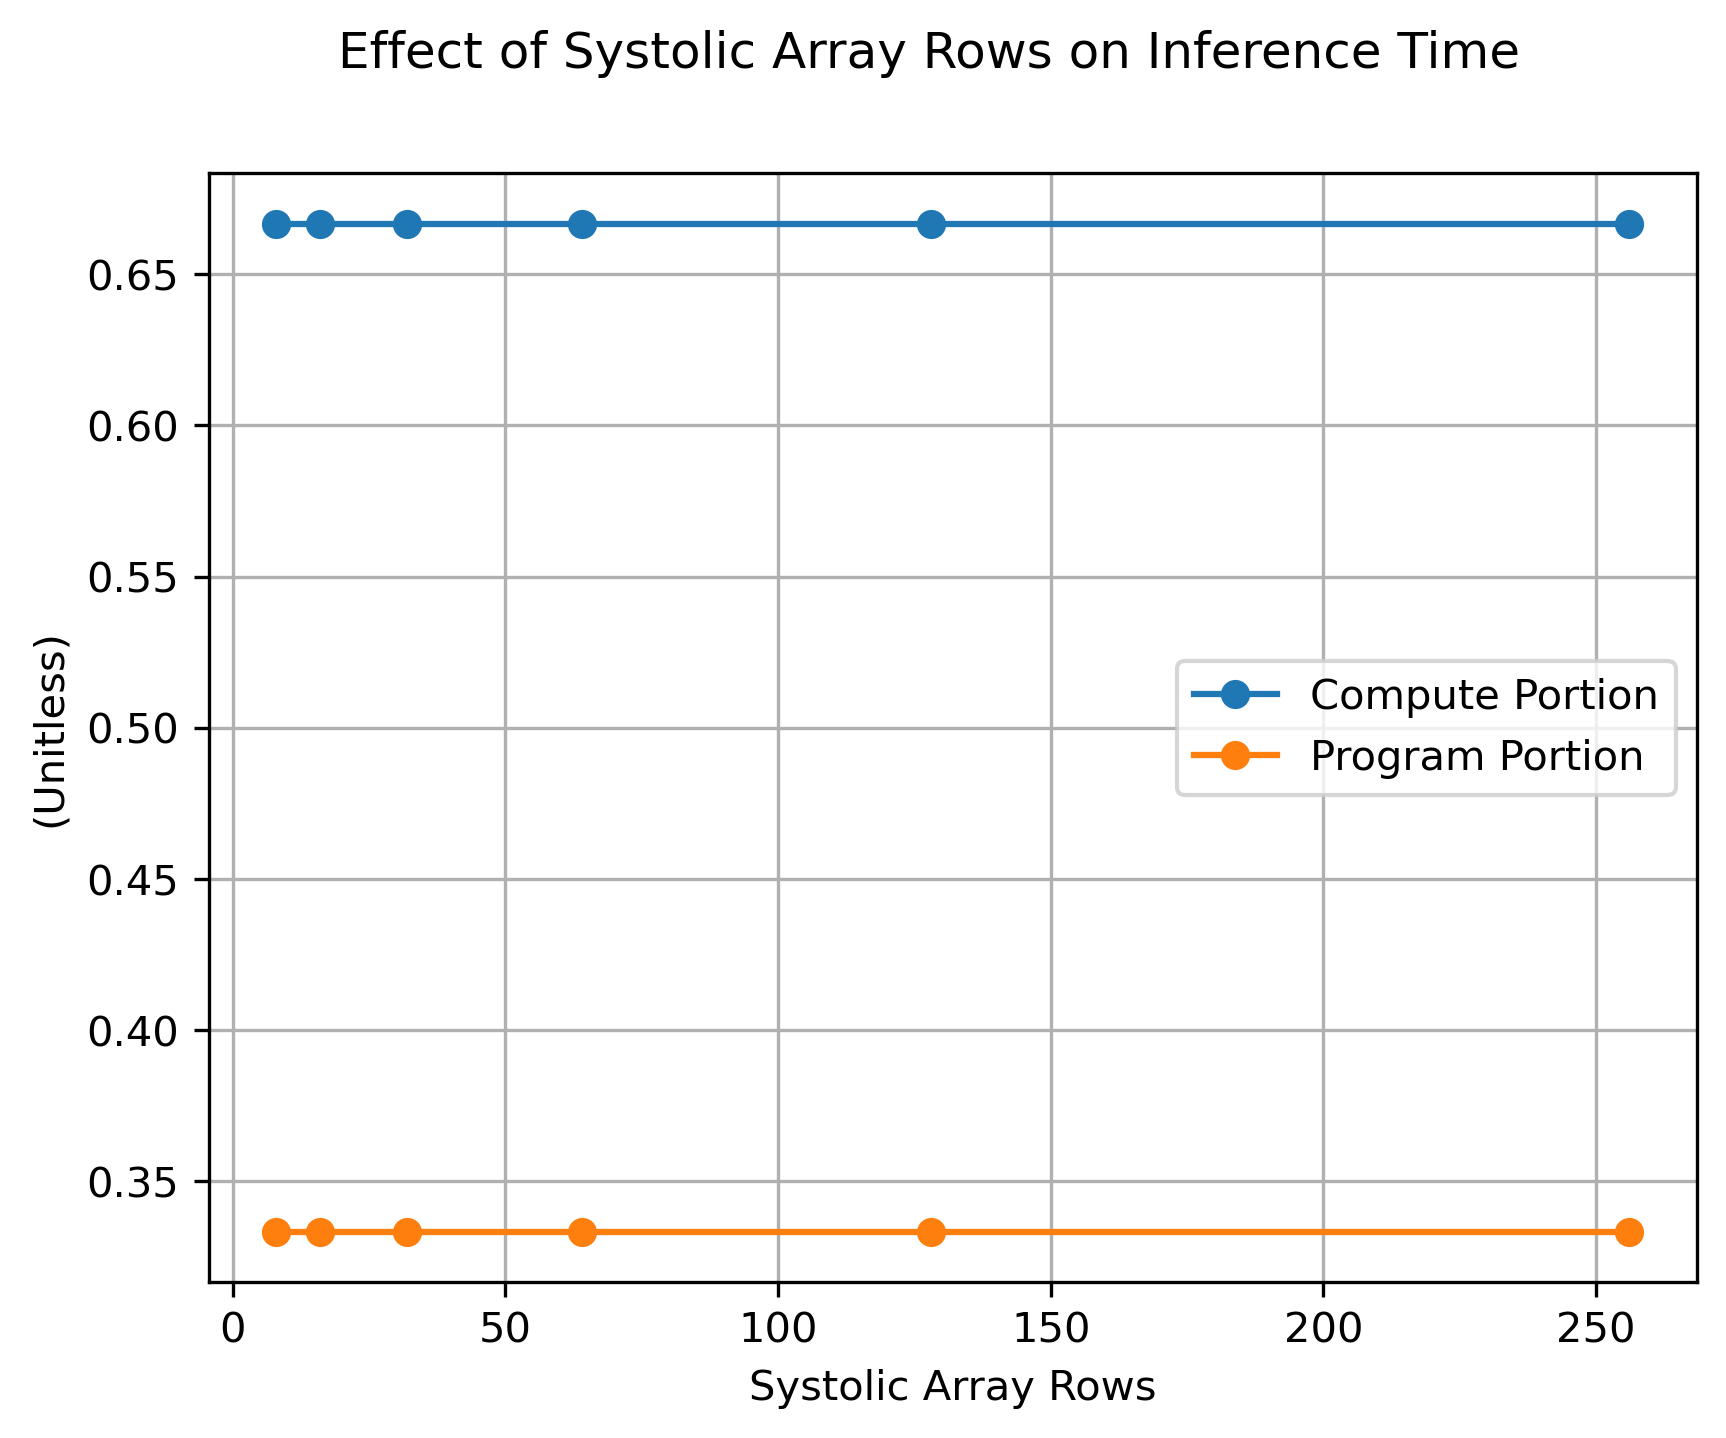 Effect of Systolic Array Rows on Inference Time
0.65
0.60
0.55
0.50
0.45
0.40
0.35
(Unitless)
Compute Portion
Program Portion
0 50 100 150 200 250
Systolic Array Rows